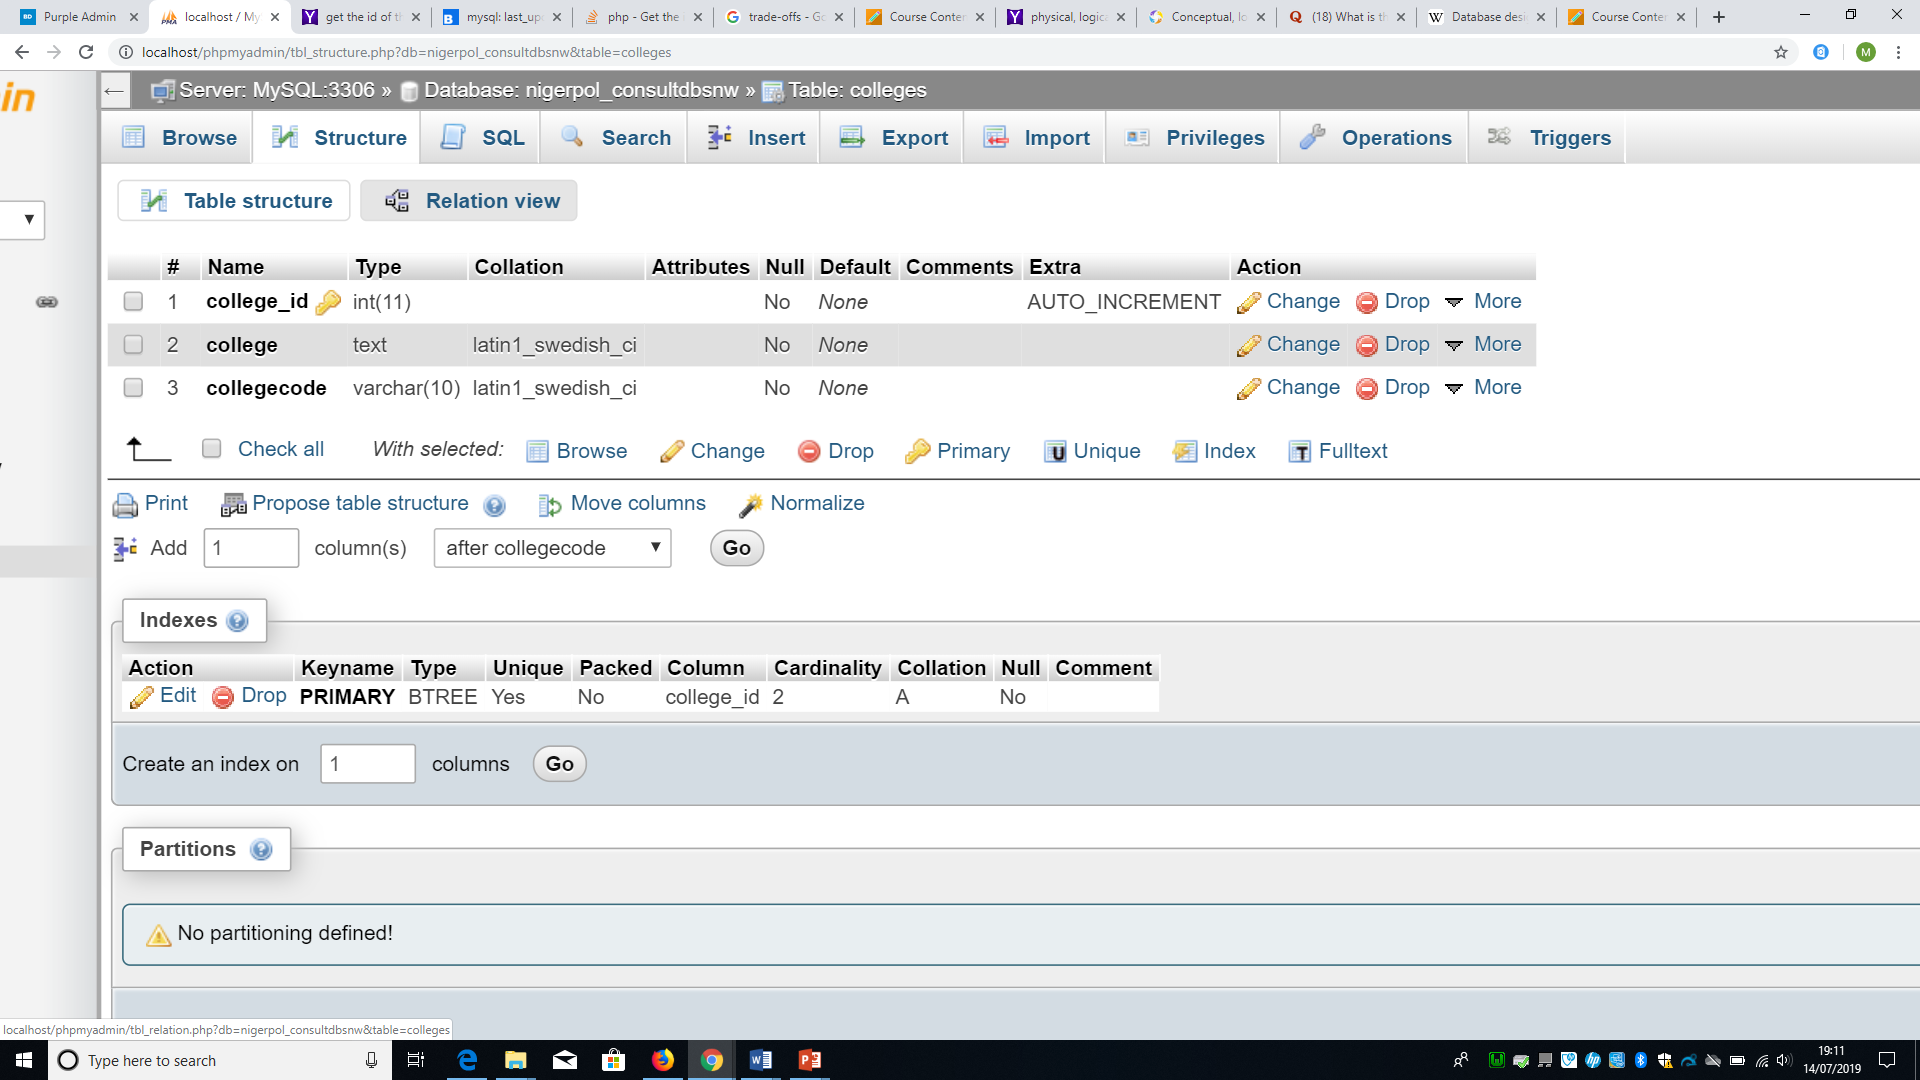 Purple Admin
localhost / My
get the id of t
mysql: last_up
php - Get the
trade-offs - Go
Course Conten
physical, logic
Conceptual, lo
(18) What is th
Database desi
Course Conten
localhost/phpmyadmin/tbl_structure.php?db=nigerpol_consultdbsnw&table=colleges
M
in
Server: MySQL:3306 » Database: nigerpol_consultdbsnw » Table: colleges
Browse Structure SQL Search Insert Export Import Privileges Operations Triggers
Table structure Relation view
# Name Type Collation Attributes Null Default Comments Extra Action
1 college_id int(11) No None AUTO_INCREMENT Change Drop More
2 college text latin1_swedish_ci No None Change Drop More
3 collegecode varchar(10) latin1_swedish_ci No None Change Drop More
Check all With selected: Browse Change Drop Primary Unique Index Fulltext
Print Propose table structure Move columns Normalize
Add 1 column(s) after collegecode Go
Indexes
Action Keyname Type Unique Packed Column Cardinality Collation Null Comment
Edit Drop PRIMARY BTREE Yes No college_id 2 A No
Create an index on 1 columns Go
Partitions
No partitioning defined!
localhost/phpmyadmin/tbl_relation.php?db=nigerpol_consultdbsnw&table=colleges
Type here to search
19:11
14/07/2019